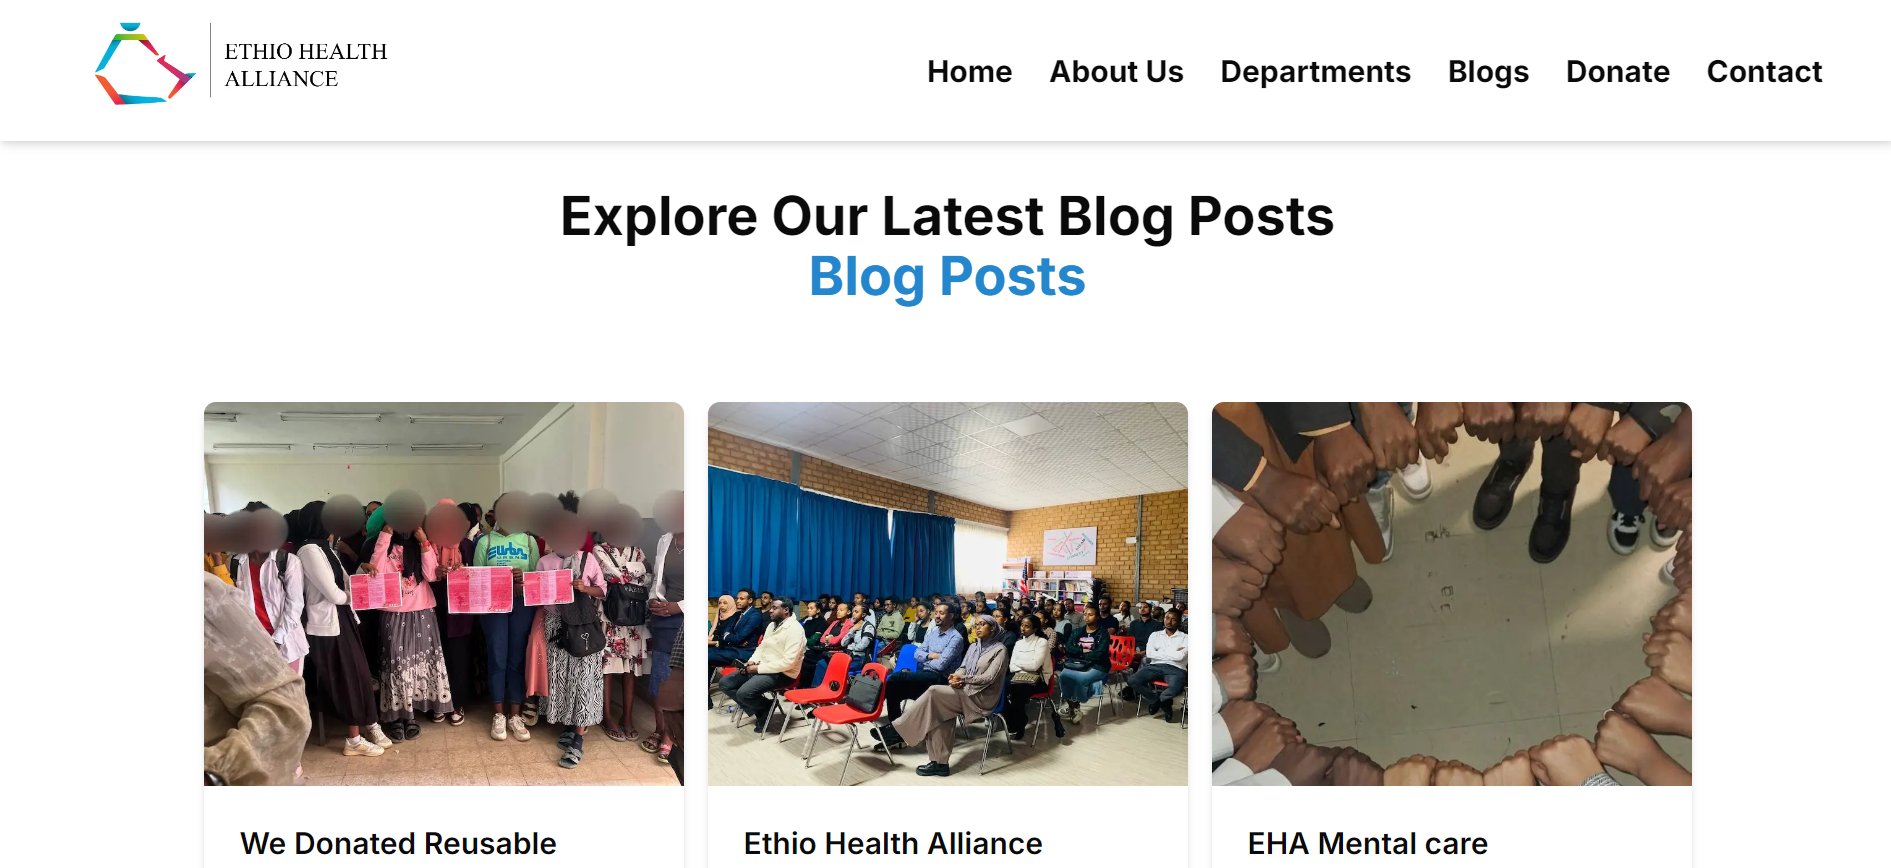 ETHIO HEALTH
ALLIANCE
Home About Us Departments Blogs Donate Contact
Explore Our Latest Blog Posts
Blog Posts
We Donated Reusable
Ethio Health Alliance
EHA Mental care